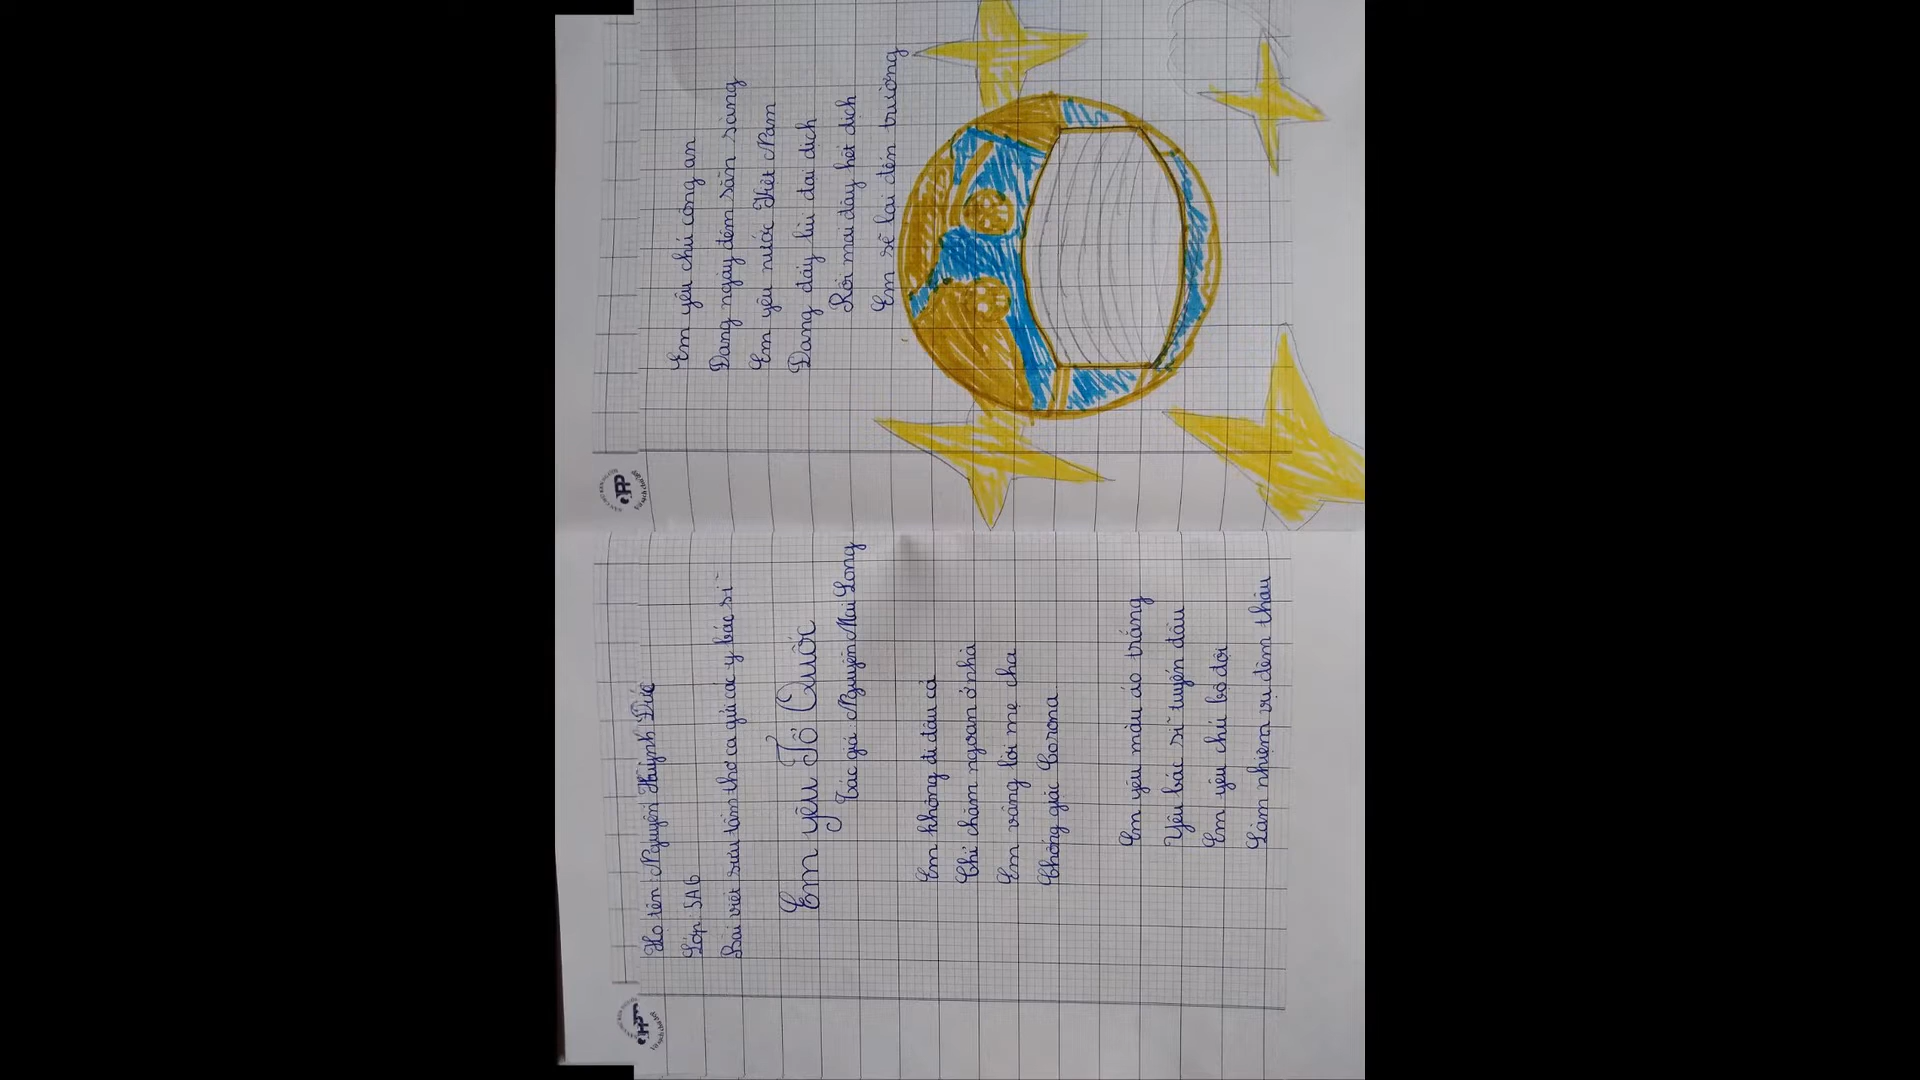 Họ tên: Nguyễn Huỳnh Đức
Lớp: 5A6
Bài viết sưu tầm thơ ca gửi các y bác sĩ
Em yêu Tổ Quốc
Tác giả Nguyễn Mai Long
Em không đi đâu cả
Chỉ chăm ngoan ở nhà
Em vâng lời mẹ cha
Chống giặc Corona
Em yêu màu áo trắng
Yêu bác sĩ tuyến đầu
Em yêu chú bộ đội
Làm nhiệm vụ đêm thâu
Em yêu chú công an
Đang ngày đêm sẵn sàng
Em yêu nước Việt Nam
Đang đẩy lùi đại dịch
Rồi mai đây hết dịch
Em sẽ lại đến trường